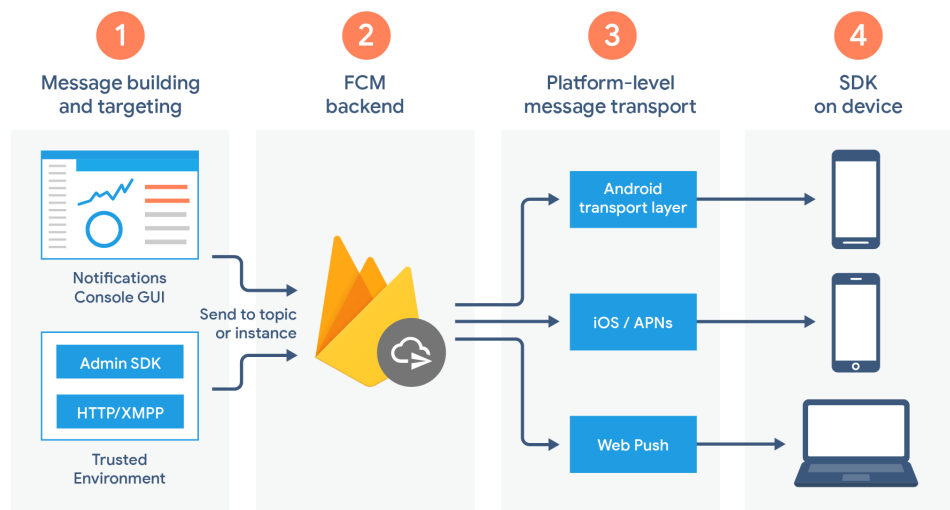 1
Message building
and targeting
2
FCM
backend
3
Platform-level
message transport
4
SDK
on device
Notifications
Console GUI
Send to topic
or instance
Admin SDK
HTTP/XMPP
Trusted
Environment
Android
transport layer
iOS / APNs
Web Push